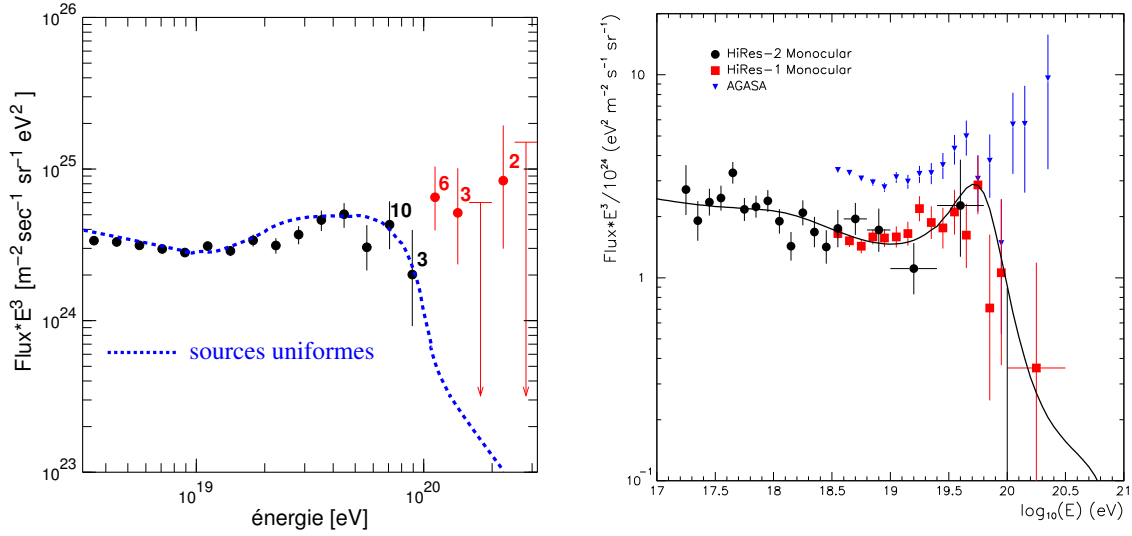 10^26
10^25
10^24
10^23
Flux*E^3 [m^-2 sec^-1 sr^-1 eV^2]
6
3
2
10
3
sources uniformes
10^19
10^20
énergie [eV]
HiRes-2 Monocular
HiRes-1 Monocular
AGASA
Flux*E^3/10^24 (eV^2 m^-2 s^-1 sr^-1)
10
1
10^-1
17 17.5 18 18.5 19 19.5 20 20.5 21
log10(E) (eV)